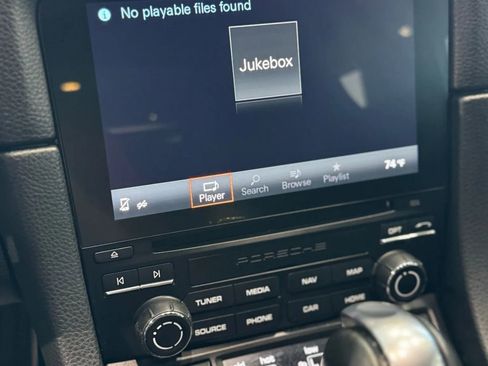 No playable files found
Jukebox
Player Search Browse Playlist 74 °F
PORSCHE
OPT
TUNER MEDIA NAV MAP
SOURCE PHONE CAR HOME
hot